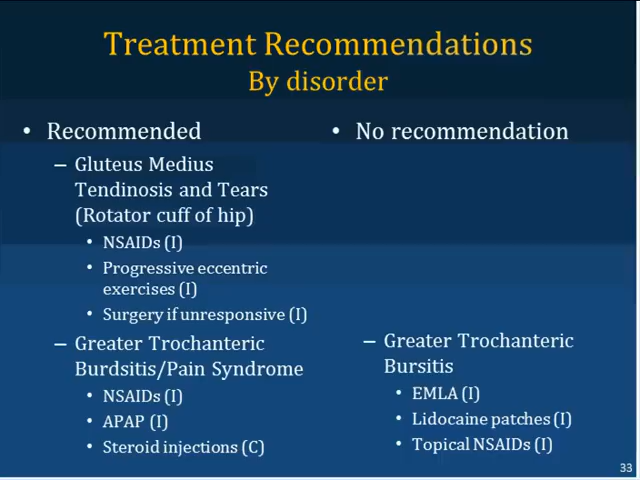 Treatment Recommendations
By disorder
• Recommended
– Gluteus Medius
Tendinosis and Tears
(Rotator cuff of hip)
• NSAIDs (I)
• Progressive eccentric
exercises (I)
• Surgery if unresponsive (I)
– Greater Trochanteric
Burdsitis/Pain Syndrome
• NSAIDs (I)
• APAP (I)
• Steroid injections (C)
• No recommendation
– Greater Trochanteric
Bursitis
• EMLA (I)
• Lidocaine patches (I)
• Topical NSAIDs (I)
33